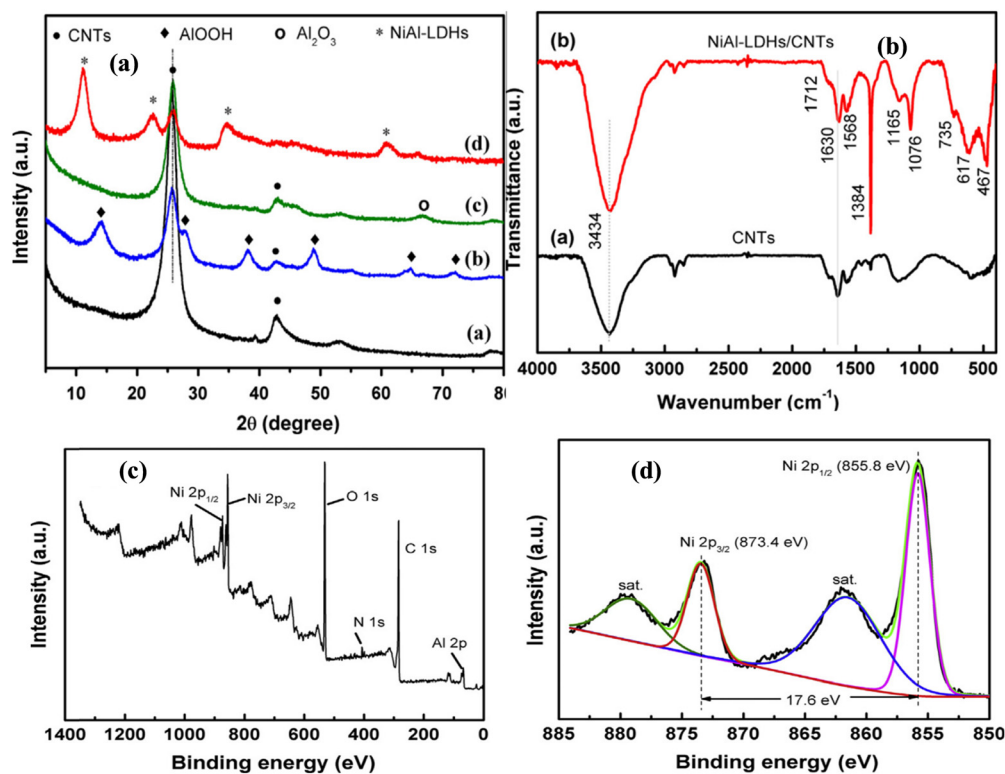 ● CNTs ♦ AlOOH o Al₂O₃ * NiAl-LDHs
(a)
(d)
(c)
(b)
(a)
Intensity (a.u.)
10 20 30 40 50 60 70 80
2θ (degree)
(b) NiAl-LDHs/CNTs (b)
3434
1712
1630
1568
1384
1165
1076
735
617
467
(a) CNTs
Transmittance (a.u.)
4000 3500 3000 2500 2000 1500 1000 500
Wavenumber (cm⁻¹)
(c)
Ni 2p₁/₂
Ni 2p₃/₂
O 1s
C 1s
N 1s
Al 2p
Intensity (a.u.)
1400 1200 1000 800 600 400 200 0
Binding energy (eV)
(d)
Ni 2p₁/₂ (855.8 eV)
Ni 2p₃/₂ (873.4 eV)
sat.
sat.
17.6 eV
Intensity (a.u.)
885 880 875 870 865 860 855 850
Binding energy (eV)